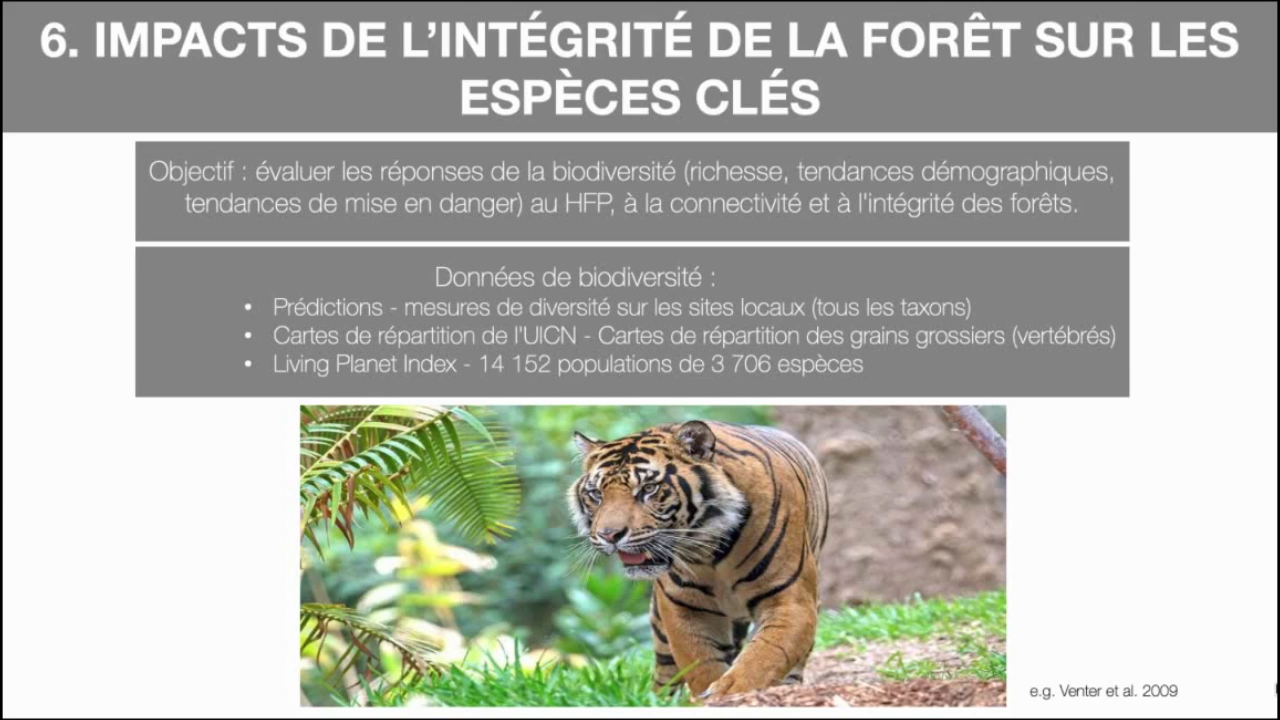 6. IMPACTS DE L’INTÉGRITÉ DE LA FORÊT SUR LES
ESPÈCES CLÉS
Objectif : évaluer les réponses de la biodiversité (richesse, tendances démographiques,
tendances de mise en danger) au HFP, à la connectivité et à l'intégrité des forêts.
Données de biodiversité :
• Prédictions - mesures de diversité sur les sites locaux (tous les taxons)
• Cartes de répartition de l'UICN - Cartes de répartition des grains grossiers (vertébrés)
• Living Planet Index - 14 152 populations de 3 706 espèces
e.g. Venter et al. 2009